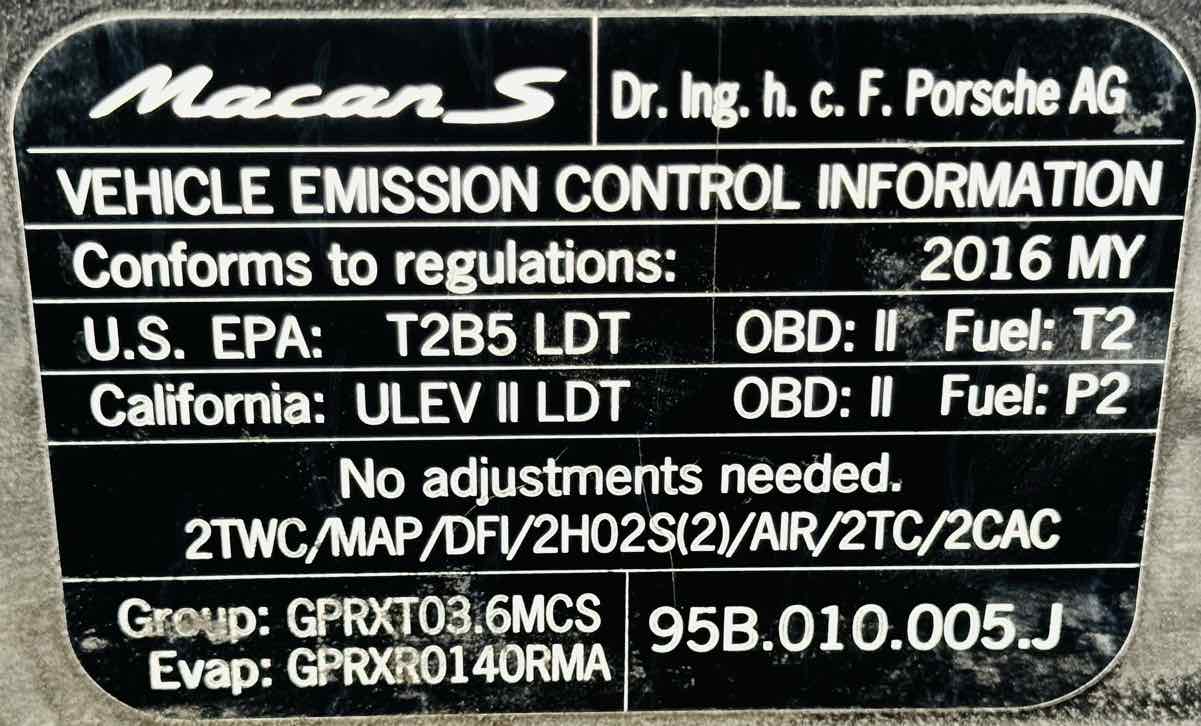 Macan S
Dr. Ing. h. c. F. Porsche AG
VEHICLE EMISSION CONTROL INFORMATION
Conforms to regulations: 2016 MY
U.S. EPA: T2B5 LDT OBD: II Fuel: T2
California: ULEV II LDT OBD: II Fuel: P2
No adjustments needed.
2TWC/MAP/DFI/2HO2S(2)/AIR/2TC/2CAC
Group: GPRXT03.6MCS
Evap: GPRXR0140RMA
95B.010.005.J